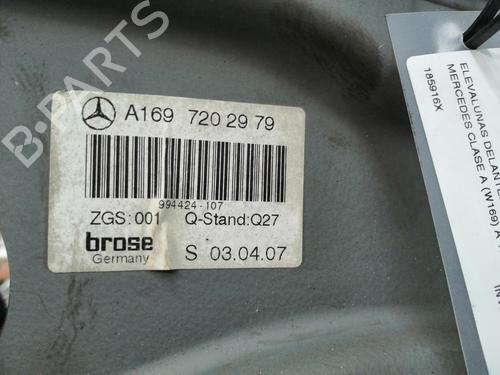 B-PARTS
A169 720 29 79
994424-107
ZGS:001 Q-Stand:Q27
brose
Germany
S 03.04.07
ELEVALUNAS DELANTE
MERCEDES CLASE A (W169) A 1
185916X